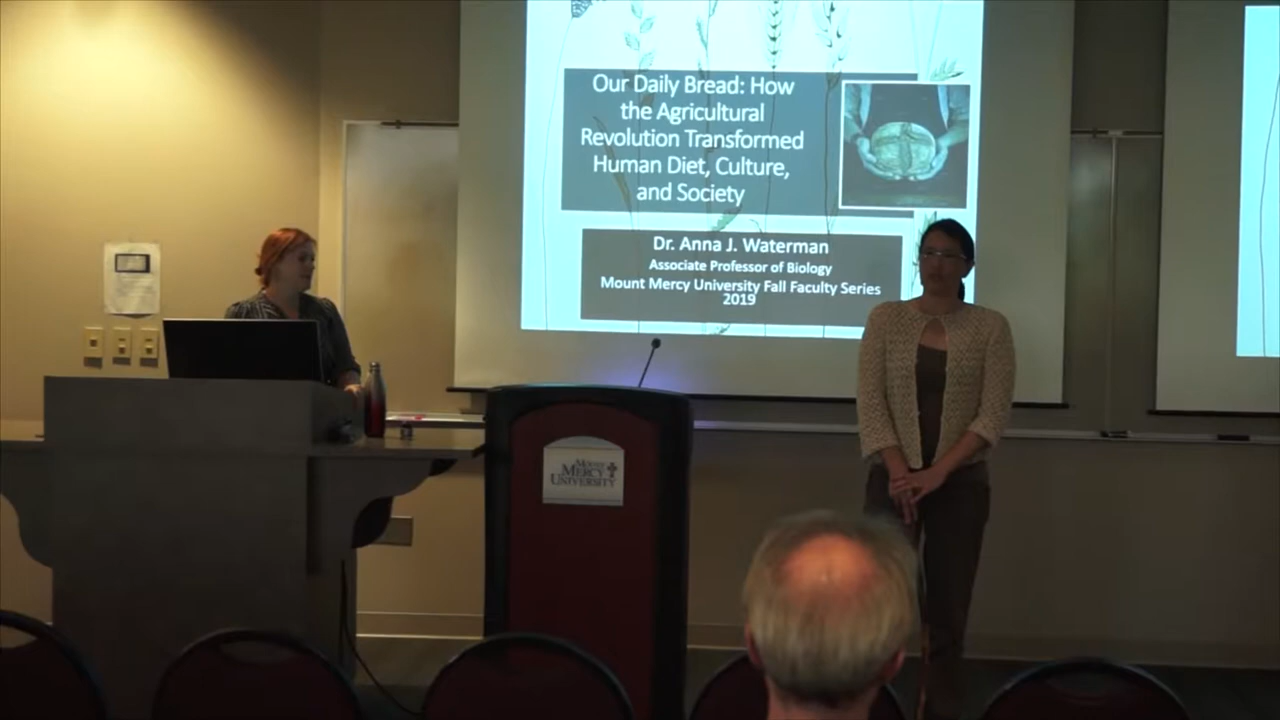 Our Daily Bread: How
the Agricultural
Revolution Transformed
Human Diet, Culture,
and Society
Dr. Anna J. Waterman
Associate Professor of Biology
Mount Mercy University Fall Faculty Series
2019
MOUNT
MERCY
UNIVERSITY